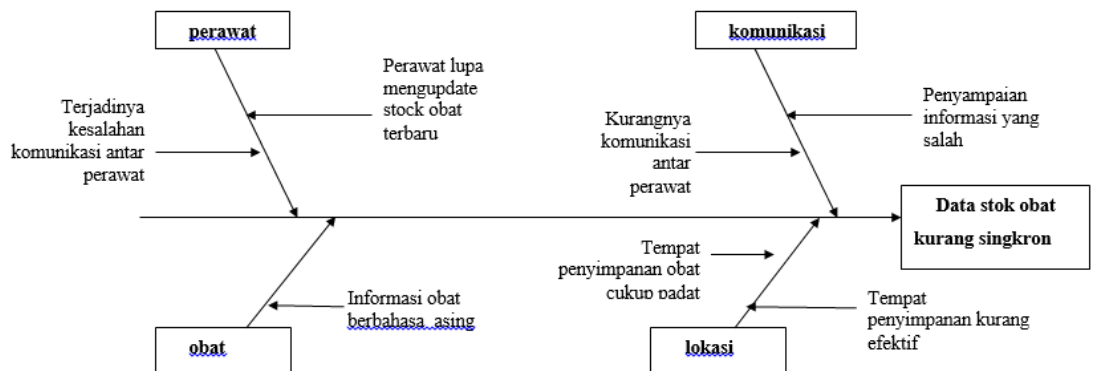 perawat
komunikasi
Perawat lupa
mengupdate
stock obat
terbaru
Terjadinya
kesalahan
komunikasi antar
perawat
Kurangnya
komunikasi
antar
perawat
Penyampaian
informasi yang
salah
Data stok obat
kurang singkron
Tempat
penyimpanan obat
cukup padat
Informasi obat
berbahasa asing
Tempat
penyimpanan kurang
efektif
obat
lokasi